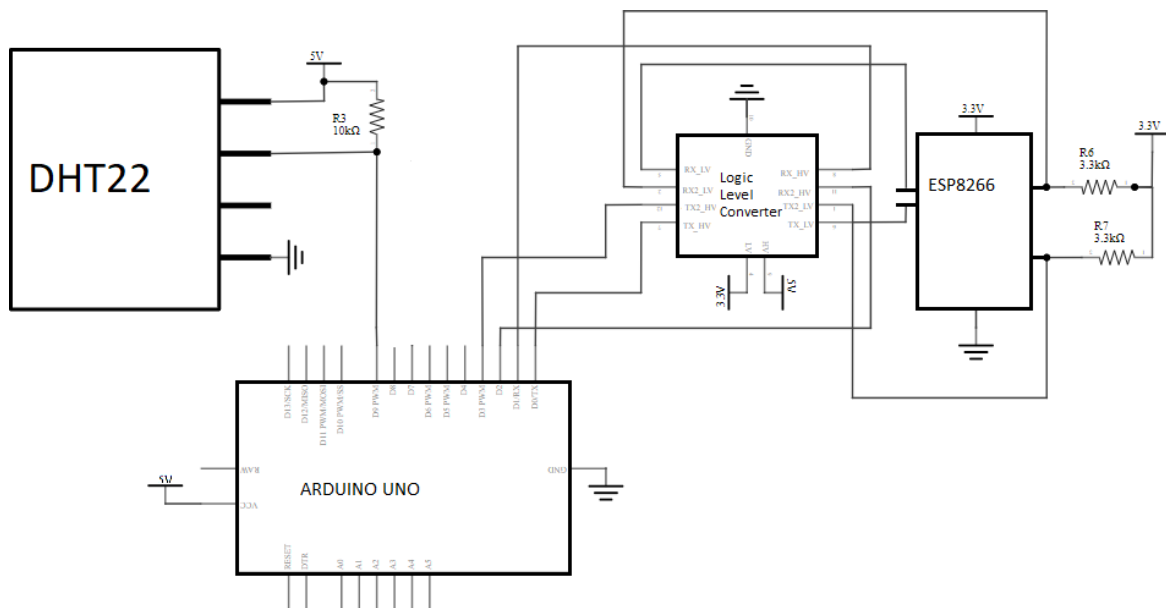 5V
R3
10kΩ
DHT22
3.3V
3.3V
R6
3.3kΩ
R7
3.3kΩ
ESP8266
GND
RX_LV
RX2_LV
TX2_HV
TX_HV
Logic
Level
Converter
RX_HV
RX2_HV
TX2_LV
TX_LV
LV
HV
3.3V
5V
D13/SCK
D12/MISO
D11 PWM/MOSI
D10 PWM/SS
D9 PWM
D8
D7
D6 PWM
D5 PWM
D4
D3 PWM
D2
D1/RX
D0/TX
RAW
5V
VCC
GND
ARDUINO UNO
RESET
DTR
A0
A1
A2
A3
A4
A5